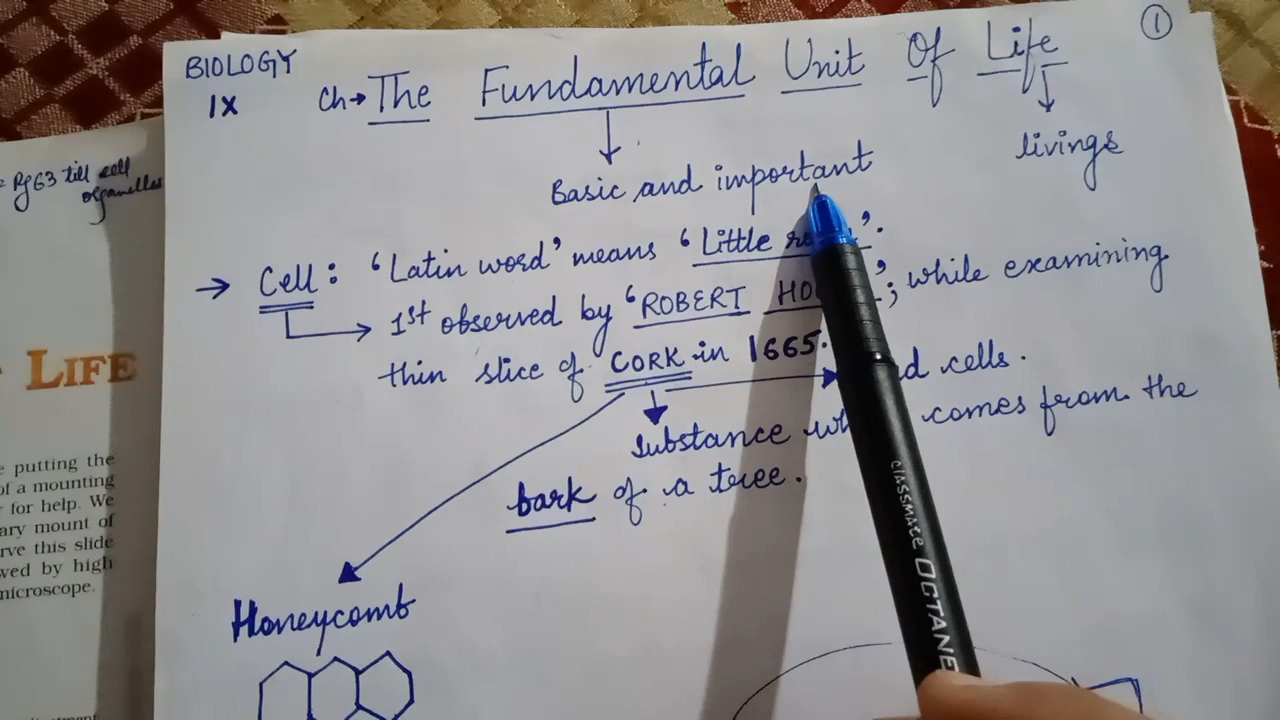 ①
BIOLOGY
IX
Ch→ The Fundamental Unit Of Life
livings
Basic and important
= Pg63 till cell
organelles
→ Cell: 'Latin word' means 'Little
1st observed by 'ROBERT ; while examining
thin slice of CORK in 1665.
cells.
Substance comes from the
bark of a tree.
Honeycomb
LIFE
putting the
of a mounting
for help. We
mount of
this slide
by high
microscope.
classmate OCTANE